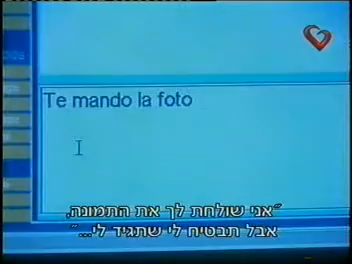 Te mando la foto
"אני שולחת לך את התמונה,
אבל תבטיח לי שתגיד לי..."